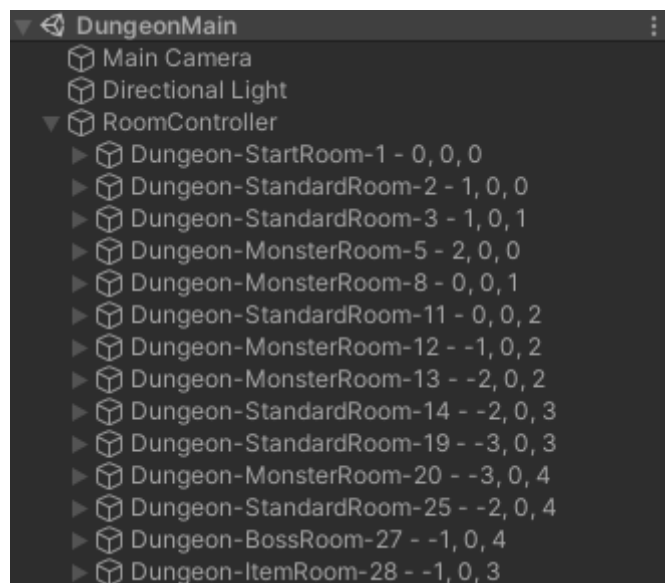 DungeonMain
Main Camera
Directional Light
RoomController
Dungeon-StartRoom-1 - 0, 0, 0
Dungeon-StandardRoom-2 - 1, 0, 0
Dungeon-StandardRoom-3 - 1, 0, 1
Dungeon-MonsterRoom-5 - 2, 0, 0
Dungeon-MonsterRoom-8 - 0, 0, 1
Dungeon-StandardRoom-11 - 0, 0, 2
Dungeon-MonsterRoom-12 - -1, 0, 2
Dungeon-MonsterRoom-13 - -2, 0, 2
Dungeon-StandardRoom-14 - -2, 0, 3
Dungeon-StandardRoom-19 - -3, 0, 3
Dungeon-MonsterRoom-20 - -3, 0, 4
Dungeon-StandardRoom-25 - -2, 0, 4
Dungeon-BossRoom-27 - -1, 0, 4
Dungeon-ItemRoom-28 - -1, 0, 3